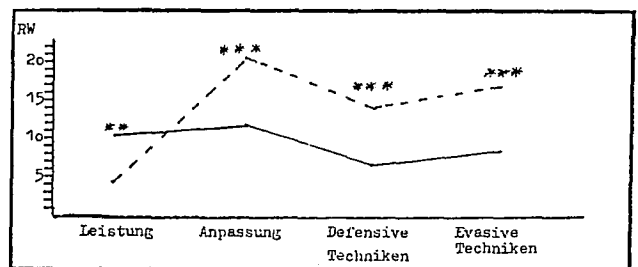 RW
***
20
***
***
15
**
10
5
Leistung Anpassung Defensive Evasive
Techniken Techniken